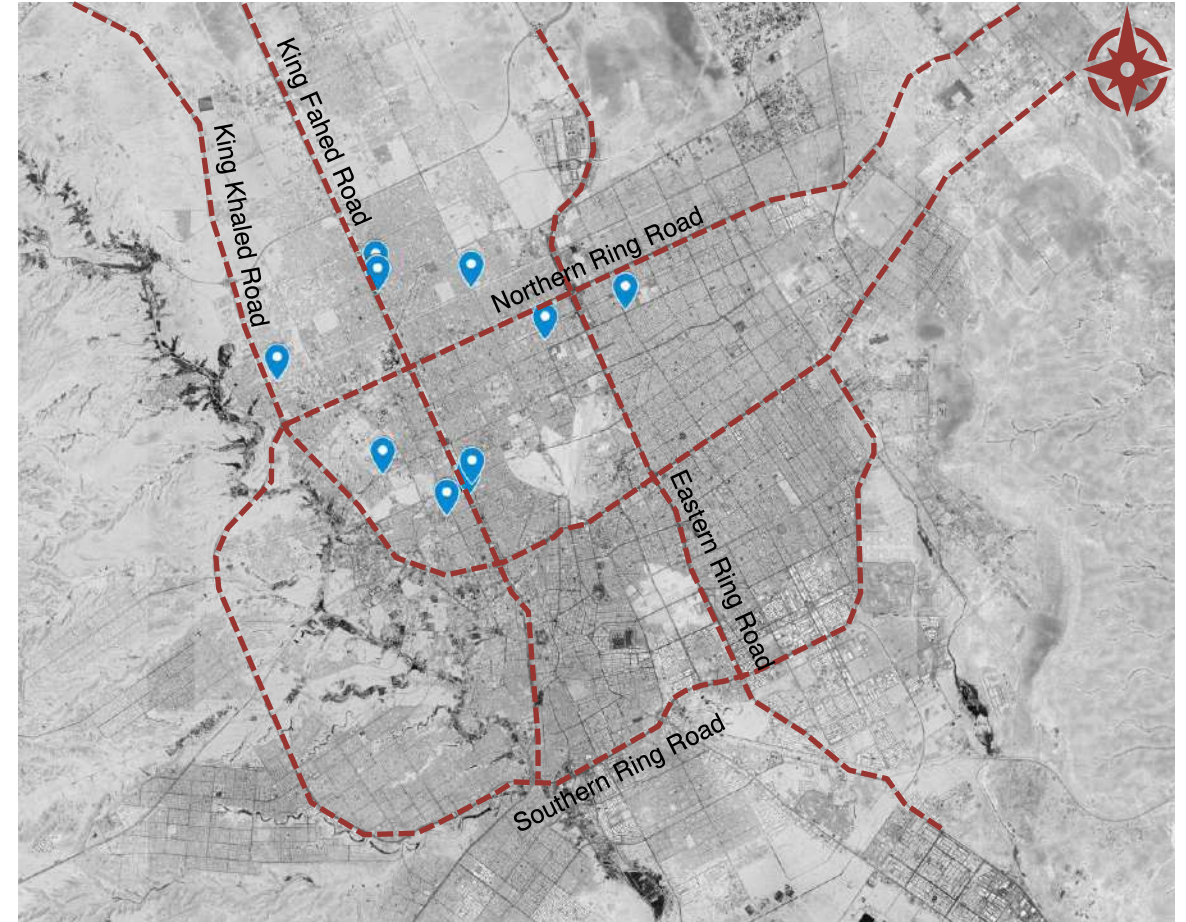 King Fahed Road
King Khaled Road
Northern Ring Road
Eastern Ring Road
Southern Ring Road